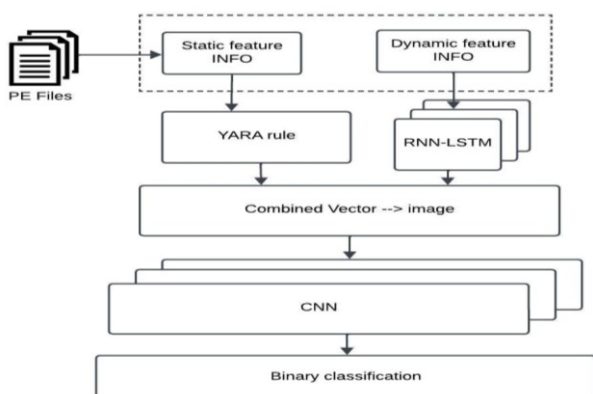 Static feature
INFO
Dynamic feature
INFO
PE Files
YARA rule
RNN-LSTM
Combined Vector --> image
CNN
Binary classification